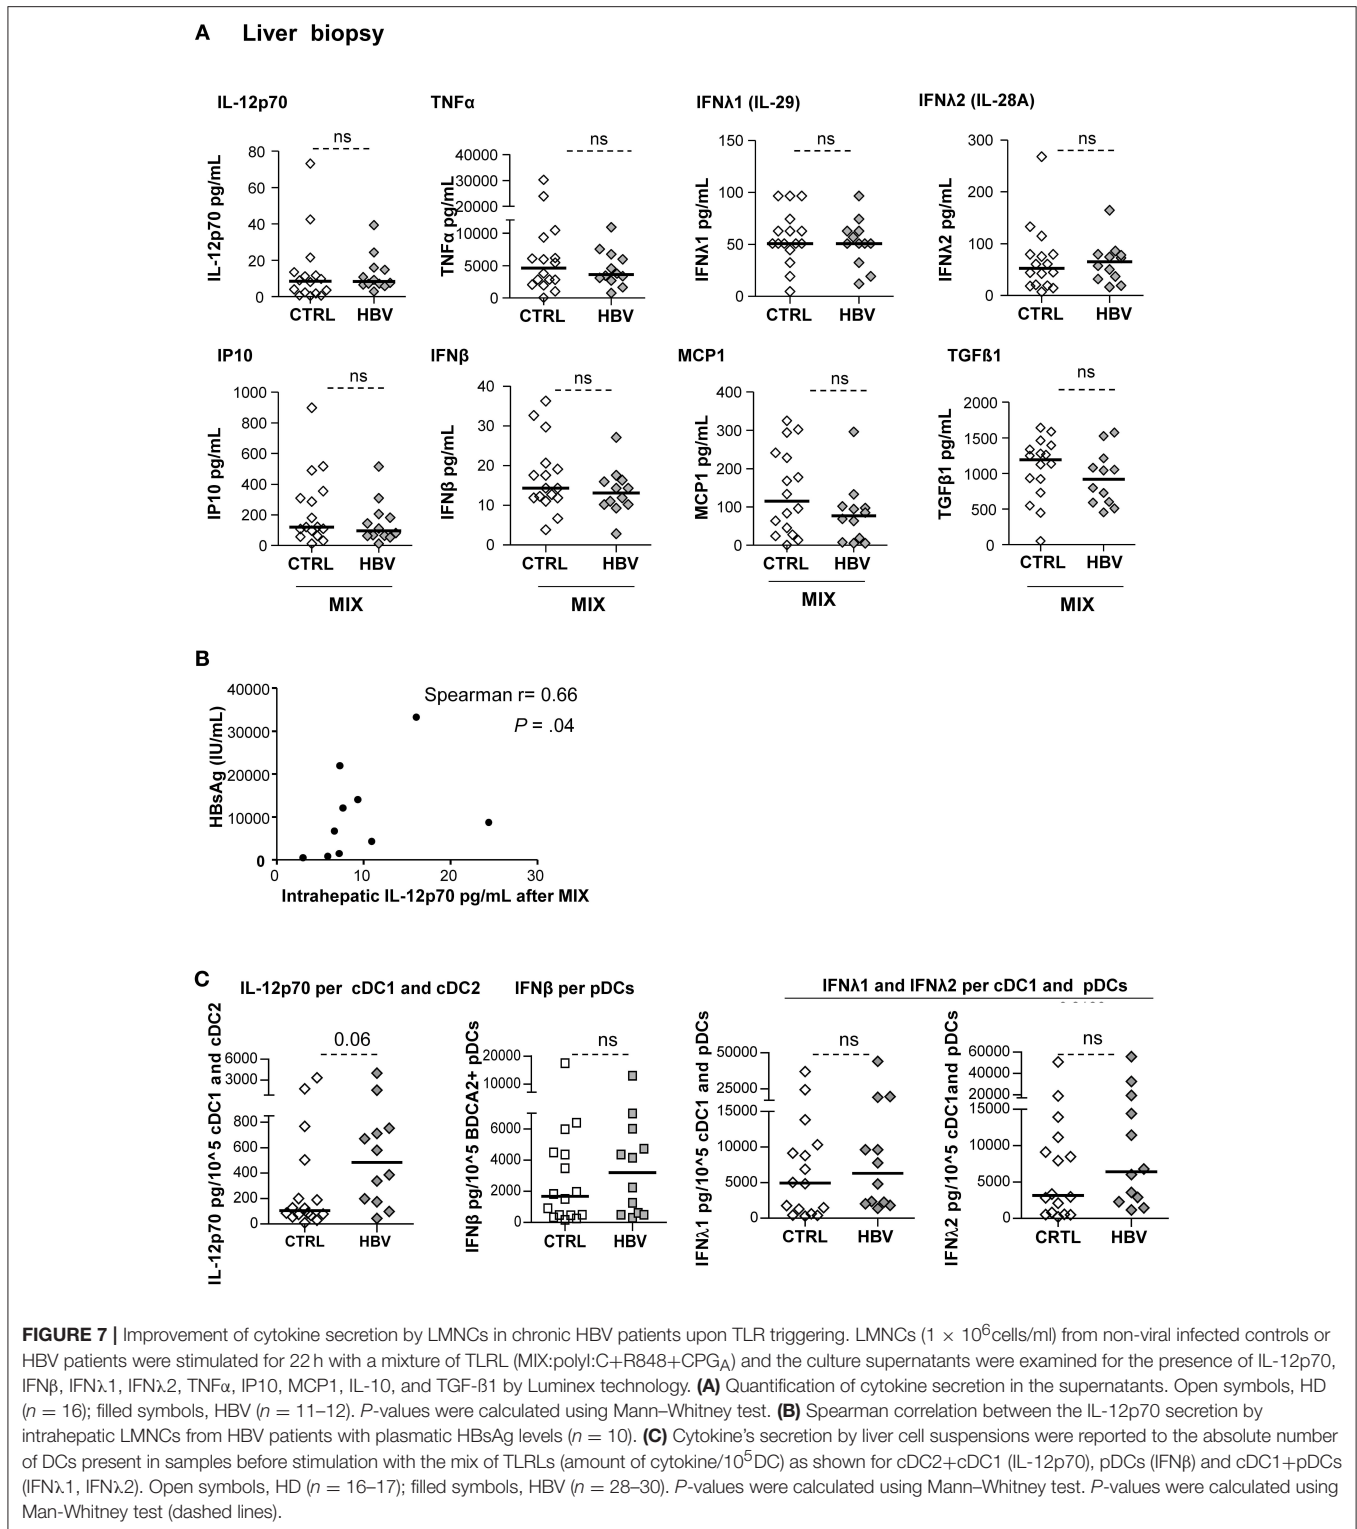 A Liver biopsy
IL-12p70
TNFα
IFNλ1 (IL-29)
IFNλ2 (IL-28A)
IL-12p70 pg/mL
80
60
40
20
0
ns
CTRL HBV
TNFα pg/mL
40000
30000
20000
10000
5000
0
ns
CTRL HBV
IFNλ1 pg/mL
150
100
50
0
ns
CTRL HBV
IFNλ2 pg/mL
300
200
100
0
ns
CTRL HBV
IP10
IFNβ
MCP1
TGFß1
IP10 pg/mL
1000
800
600
400
200
0
ns
CTRL HBV
MIX
IFNβ pg/mL
40
30
20
10
0
ns
CTRL HBV
MIX
MCP1 pg/mL
400
300
200
100
0
ns
CTRL HBV
MIX
TGFβ1 pg/mL
2000
1500
1000
500
0
ns
CTRL HBV
MIX
B
HBsAg (IU/mL)
40000
30000
20000
10000
0
Spearman r= 0.66
P = .04
0 10 20 30
Intrahepatic IL-12p70 pg/mL after MIX
C
IL-12p70 per cDC1 and cDC2
IFNβ per pDCs
IFNλ1 and IFNλ2 per cDC1 and pDCs
IL-12p70 pg/10^5 cDC1 and cDC2
6000
3000
800
600
400
200
0
0.06
CTRL HBV
IFNβ pg/10^5 BDCA2+ pDCs
20000
10000
6000
4000
2000
0
ns
CTRL HBV
IFNλ1 pg/10^5 cDC1 and pDCs
50000
25000
15000
10000
5000
0
ns
CTRL HBV
IFNλ2 pg/10^5 cDC1and pDCs
60000
40000
20000
15000
10000
5000
0
ns
CRTL HBV
FIGURE 7 | Improvement of cytokine secretion by LMNCs in chronic HBV patients upon TLR triggering. LMNCs (1 × 10⁶cells/ml) from non-viral infected controls or
HBV patients were stimulated for 22 h with a mixture of TLRL (MIX:polyI:C+R848+CPG_A) and the culture supernatants were examined for the presence of IL-12p70,
IFNβ, IFNλ1, IFNλ2, TNFα, IP10, MCP1, IL-10, and TGF-ß1 by Luminex technology. (A) Quantification of cytokine secretion in the supernatants. Open symbols, HD
(n = 16); filled symbols, HBV (n = 11–12). P-values were calculated using Mann–Whitney test. (B) Spearman correlation between the IL-12p70 secretion by
intrahepatic LMNCs from HBV patients with plasmatic HBsAg levels (n = 10). (C) Cytokine's secretion by liver cell suspensions were reported to the absolute number
of DCs present in samples before stimulation with the mix of TLRLs (amount of cytokine/10⁵DC) as shown for cDC2+cDC1 (IL-12p70), pDCs (IFNβ) and cDC1+pDCs
(IFNλ1, IFNλ2). Open symbols, HD (n = 16–17); filled symbols, HBV (n = 28–30). P-values were calculated using Mann–Whitney test. P-values were calculated using
Man-Whitney test (dashed lines).